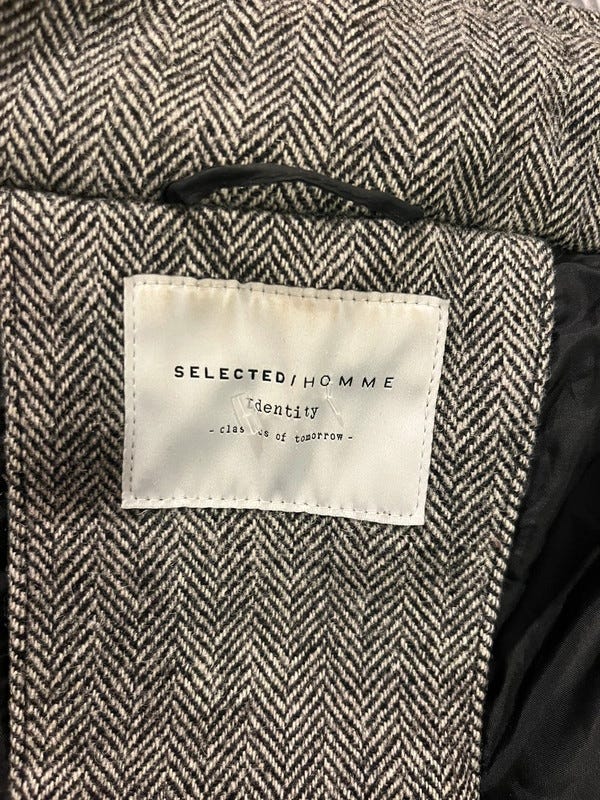 SELECTED/HOMME
Identity
- of tomorrow -